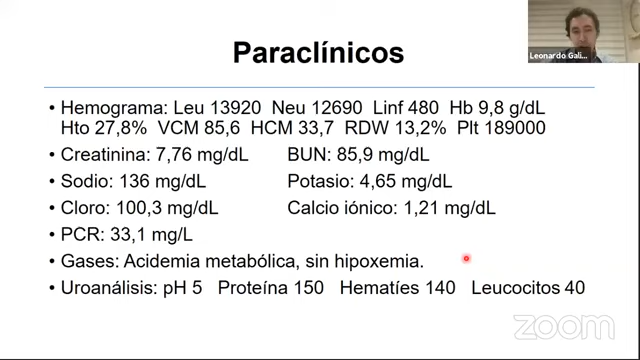 Leonardo Gali...
Paraclínicos
• Hemograma: Leu 13920 Neu 12690 Linf 480 Hb 9,8 g/dL
Hto 27,8% VCM 85,6 HCM 33,7 RDW 13,2% Plt 189000
• Creatinina: 7,76 mg/dL BUN: 85,9 mg/dL
• Sodio: 136 mg/dL Potasio: 4,65 mg/dL
• Cloro: 100,3 mg/dL Calcio iónico: 1,21 mg/dL
• PCR: 33,1 mg/L
• Gases: Acidemia metabólica, sin hipoxemia.
• Uroanálisis: pH 5 Proteína 150 Hematíes 140 Leucocitos 40
zoom